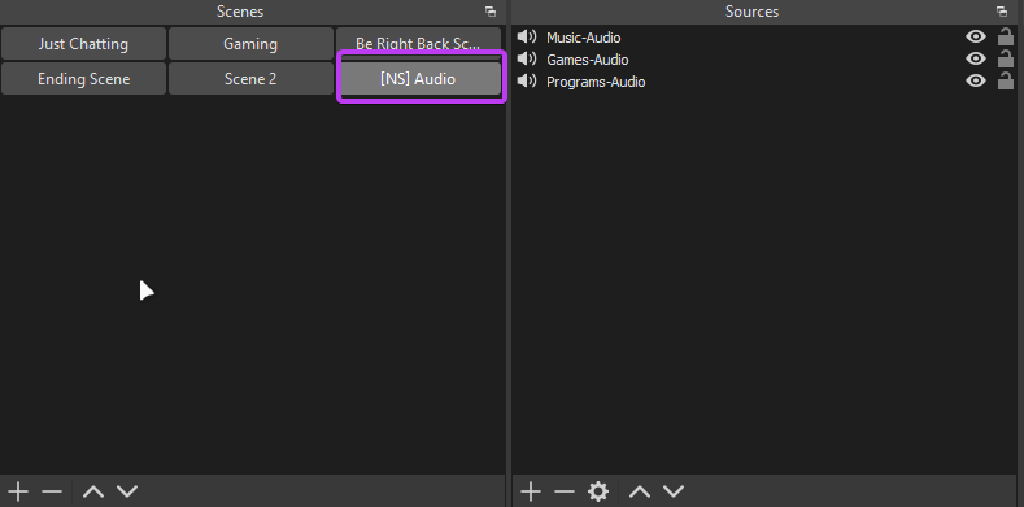 Scenes
Just Chatting
Gaming
Be Right Back Sc...
Ending Scene
Scene 2
[NS] Audio
Sources
Music-Audio
Games-Audio
Programs-Audio